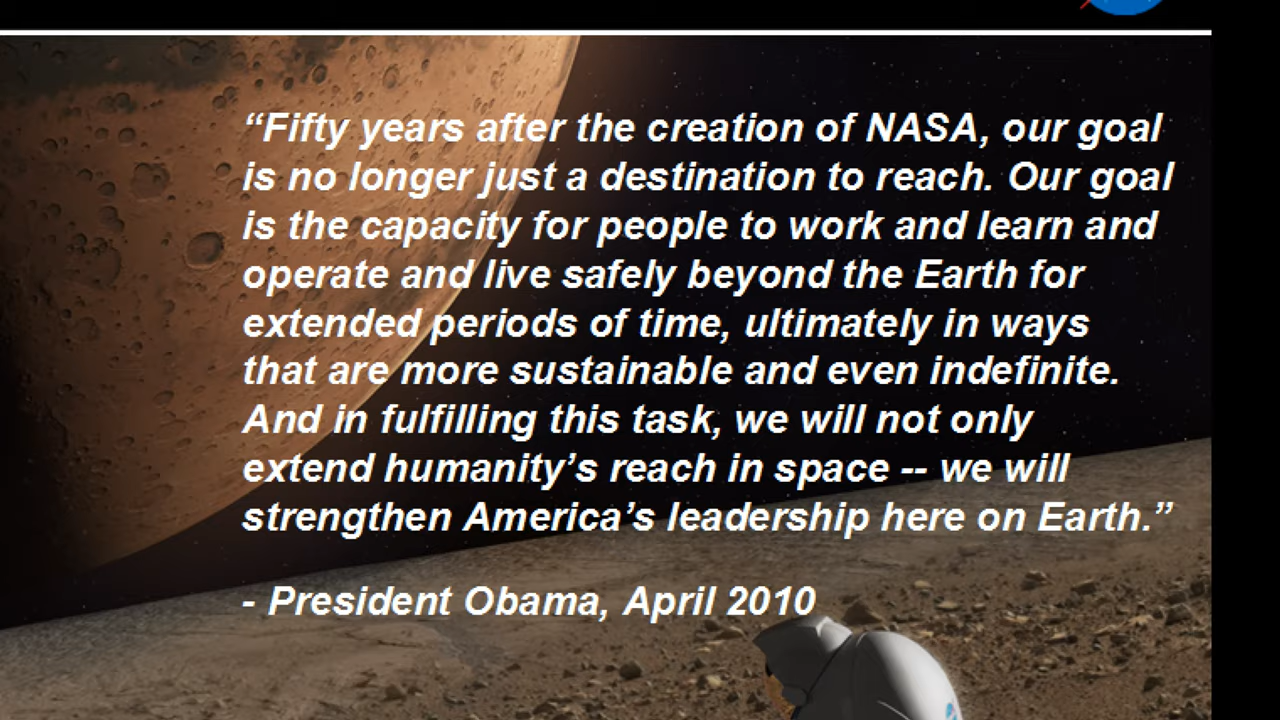 “Fifty years after the creation of NASA, our goal
is no longer just a destination to reach. Our goal
is the capacity for people to work and learn and
operate and live safely beyond the Earth for
extended periods of time, ultimately in ways
that are more sustainable and even indefinite.
And in fulfilling this task, we will not only
extend humanity’s reach in space -- we will
strengthen America’s leadership here on Earth.”
- President Obama, April 2010